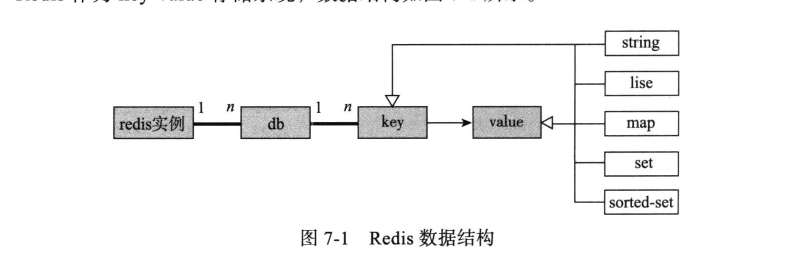 string
lise
1 n 1 n
redis实例 db key value map
set
sorted-set
图 7-1 Redis 数据结构